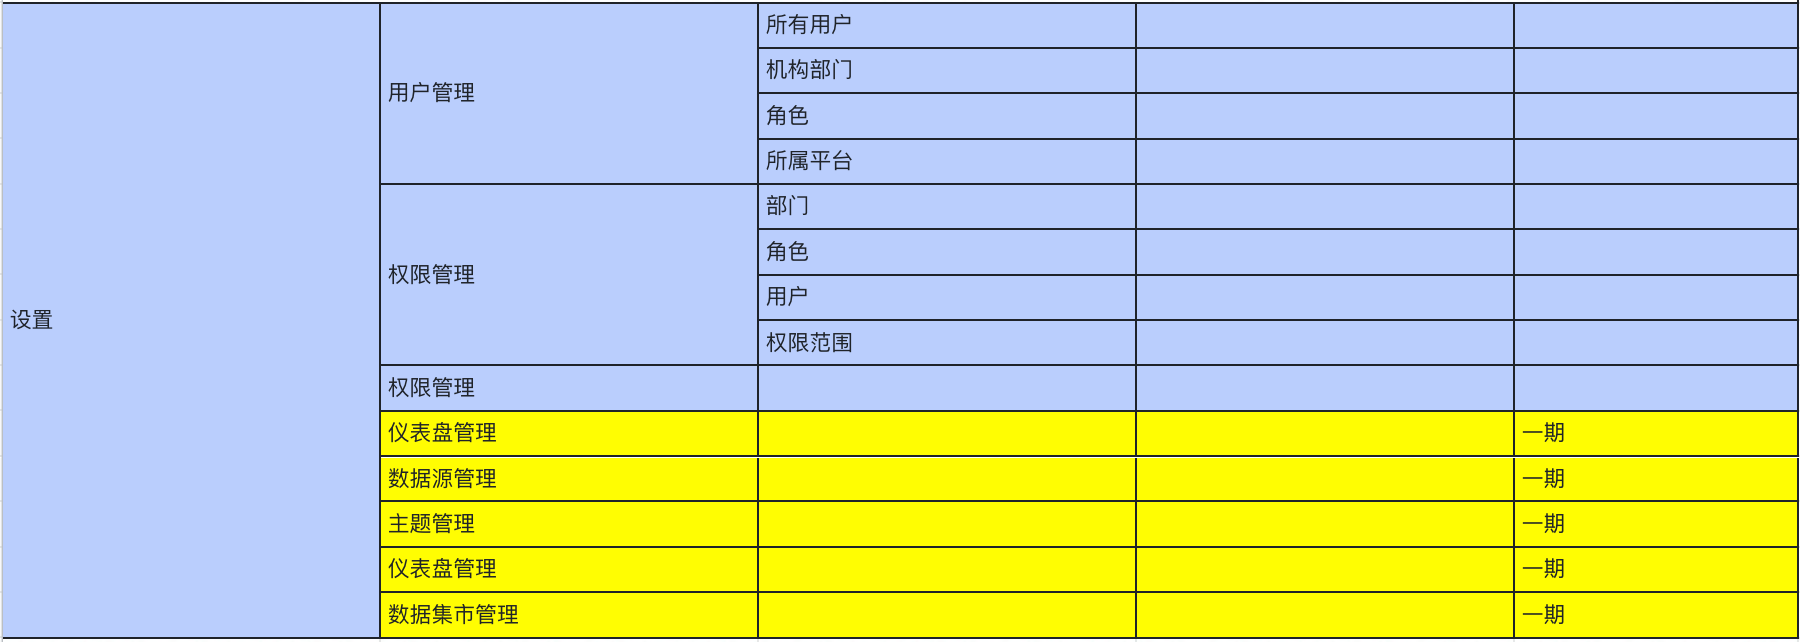 设置
用户管理
所有用户
机构部门
角色
所属平台
权限管理
部门
角色
用户
权限范围
权限管理
仪表盘管理
一期
数据源管理
一期
主题管理
一期
仪表盘管理
一期
数据集市管理
一期